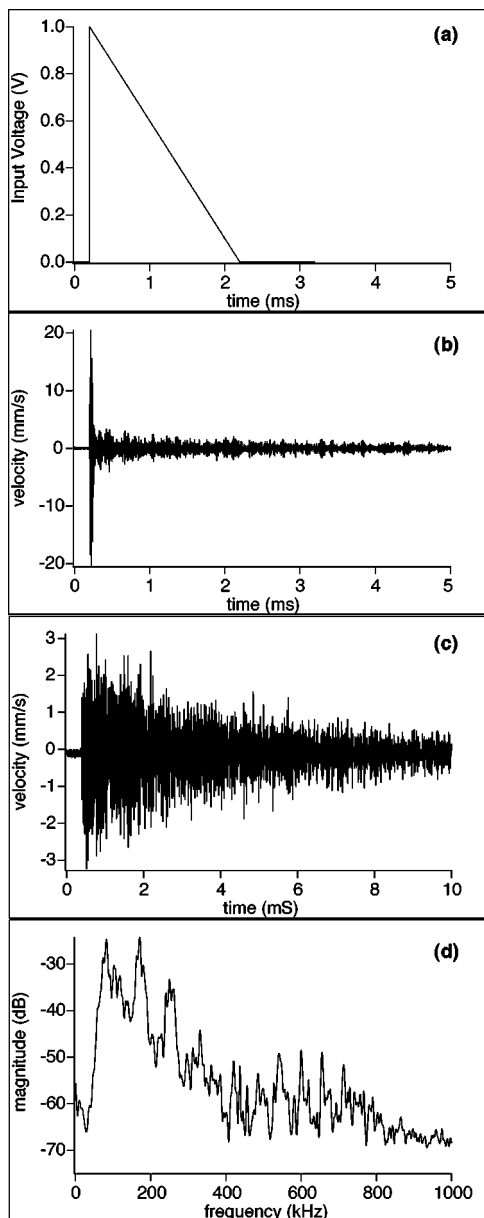 (a)
1.0
0.8
0.6
0.4
0.2
0.0
Input Voltage (V)
0 1 2 3 4 5
time (ms)
(b)
20
10
0
-10
-20
velocity (mm/s)
0 1 2 3 4 5
time (ms)
(c)
3
2
1
0
-1
-2
-3
velocity (mm/s)
0 2 4 6 8 10
time (mS)
(d)
-30
-40
-50
-60
-70
magnitude (dB)
0 200 400 600 800 1000
frequency (kHz)